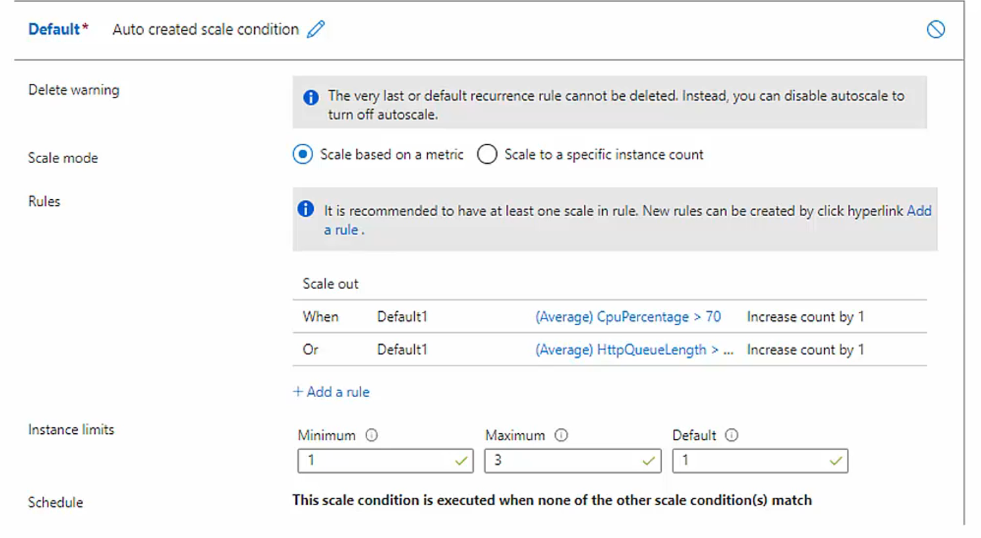 Default* Auto created scale condition
Delete warning
The very last or default recurrence rule cannot be deleted. Instead, you can disable autoscale to
turn off autoscale.
Scale mode
Scale based on a metric Scale to a specific instance count
Rules
It is recommended to have at least one scale in rule. New rules can be created by click hyperlink Add
a rule .
Scale out
When Default1 (Average) CpuPercentage > 70 Increase count by 1
Or Default1 (Average) HttpQueueLength > ... Increase count by 1
+ Add a rule
Instance limits
Minimum Maximum Default
1 3 1
Schedule
This scale condition is executed when none of the other scale condition(s) match